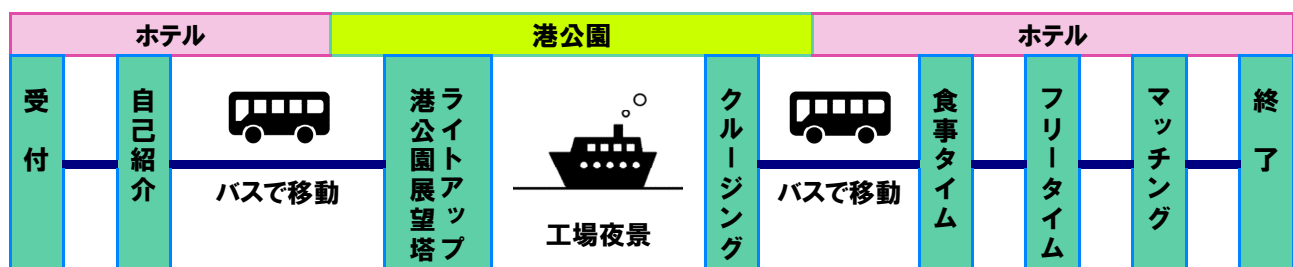 ホテル
港公園
ホテル
受付
自己紹介
バスで移動
ライトアップ
港公園展望塔
工場夜景
クルージング
バスで移動
食事タイム
フリータイム
マッチング
終了